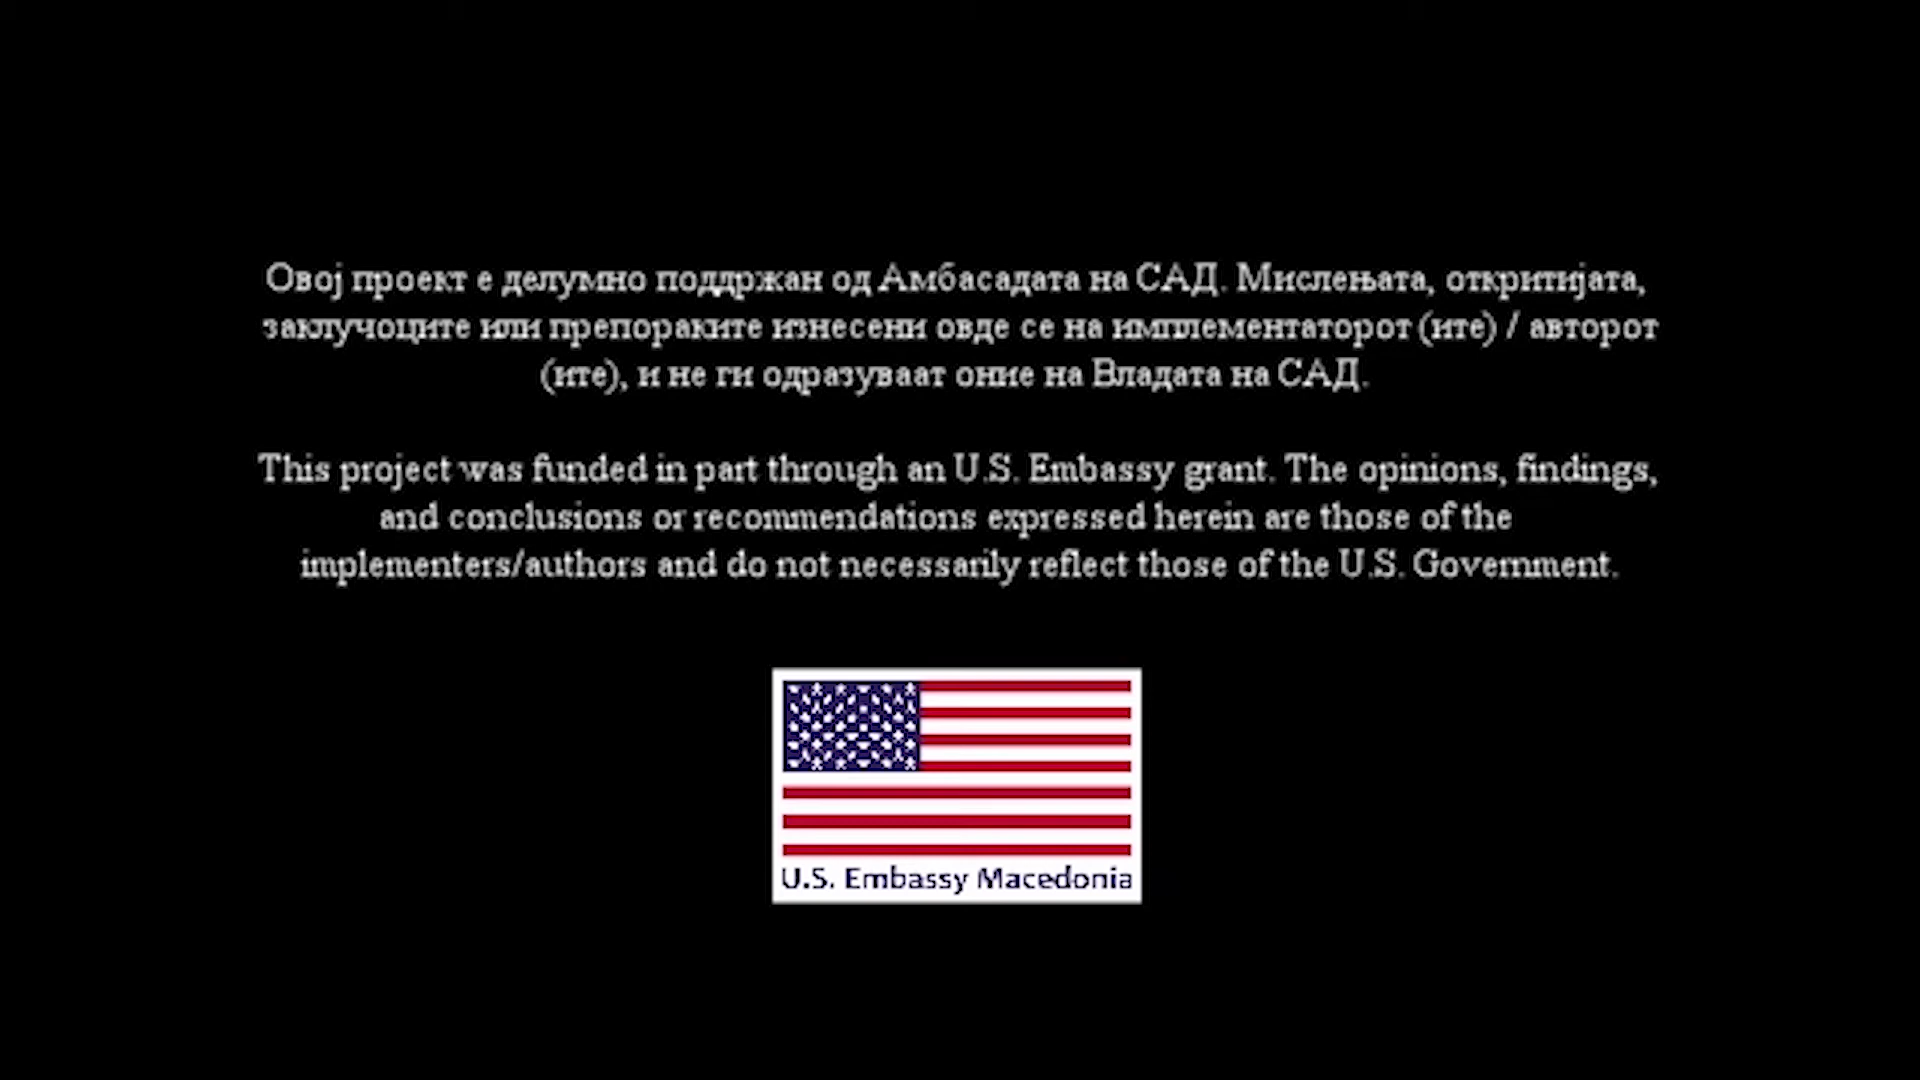 Овој проект е делумно поддржан од Амбасадата на САД. Мислењата, откритијата,
заклучоците или препораките изнесени овде се на имплементаторот (ите) / авторот
(ите), и не ги одразуваат оние на Владата на САД.
This project was funded in part through an U.S. Embassy grant. The opinions, findings,
and conclusions or recommendations expressed herein are those of the
implementers/authors and do not necessarily reflect those of the U.S. Government.
U.S. Embassy Macedonia